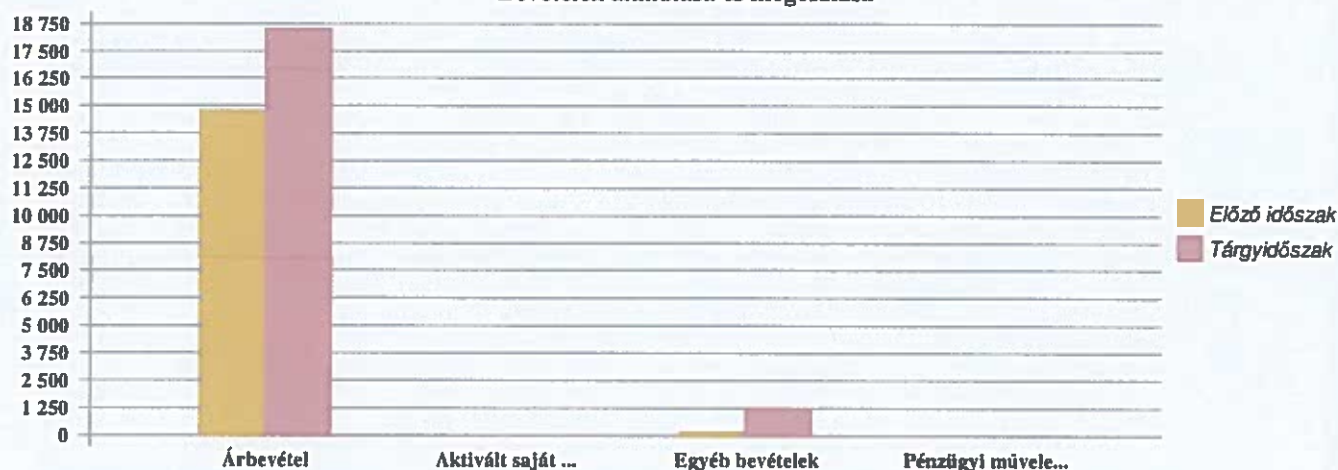 18 750
17 500
16 250
15 000
13 750
12 500
11 250
10 000
8 750
7 500
6 250
5 000
3 750
2 500
1 250
0
Árbevétel
Aktivált saját ...
Egyéb bevételek
Pénzügyi művele...
Előző időszak
Tárgyidőszak